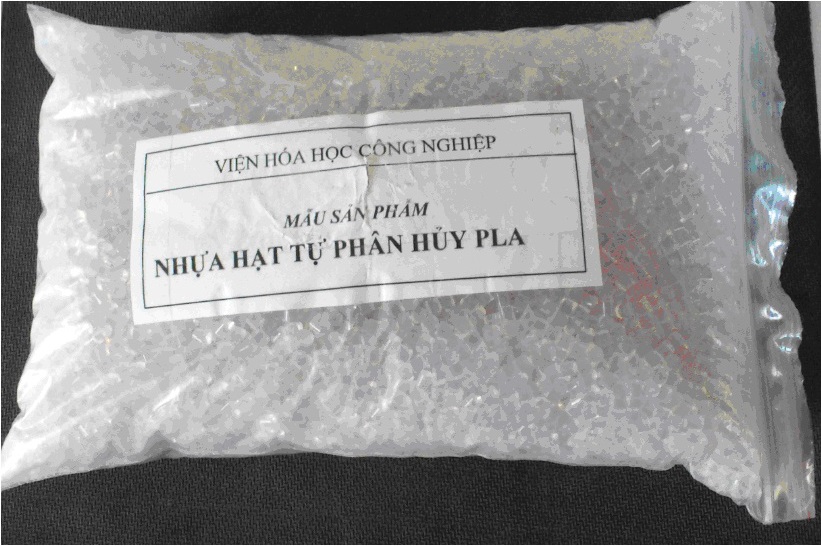 VIỆN HÓA HỌC CÔNG NGHIỆP
MẪU SẢN PHẨM
NHỰA HẠT TỰ PHÂN HỦY PLA